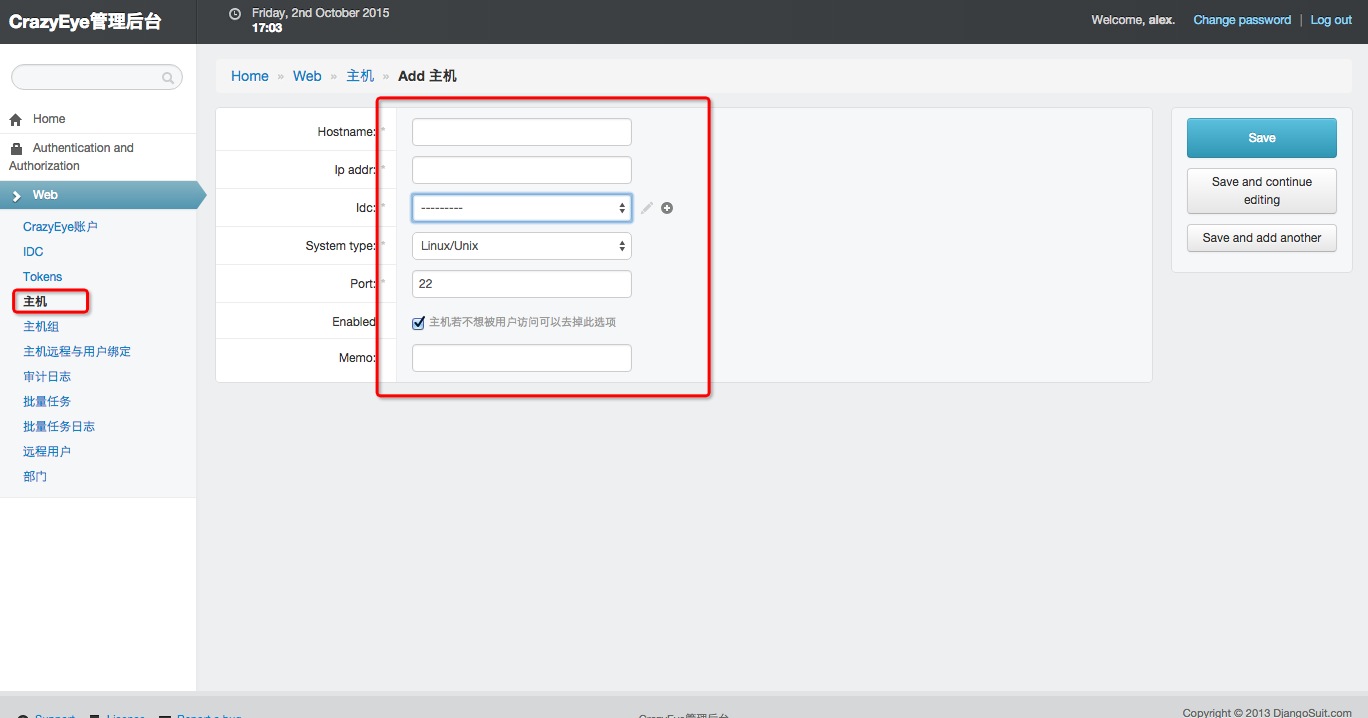 CrazyEye管理后台
Friday, 2nd October 2015
17:03
Welcome, alex. Change password | Log out
Home
Authentication and
Authorization
Web
CrazyEye账户
IDC
Tokens
主机
主机组
主机远程与用户绑定
审计日志
批量任务
批量任务日志
远程用户
部门
Home » Web » 主机 » Add 主机
Hostname: *
Ip addr: *
Idc: * ---------
System type: * Linux/Unix
Port: * 22
Enabled 主机若不想被用户访问可以去掉此选项
Memo:
Save
Save and continue
editing
Save and add another
Support License Report a bug
CrazyEye管理后台
Copyright © 2013 DjangoSuit.com